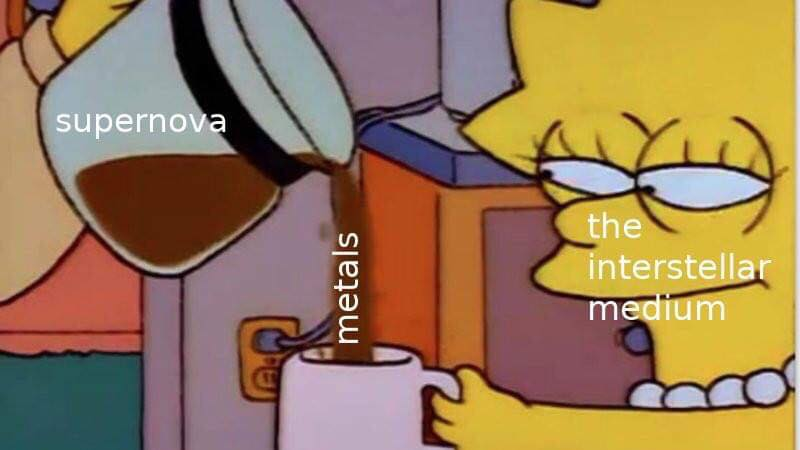 supernova
metals
the
interstellar
medium